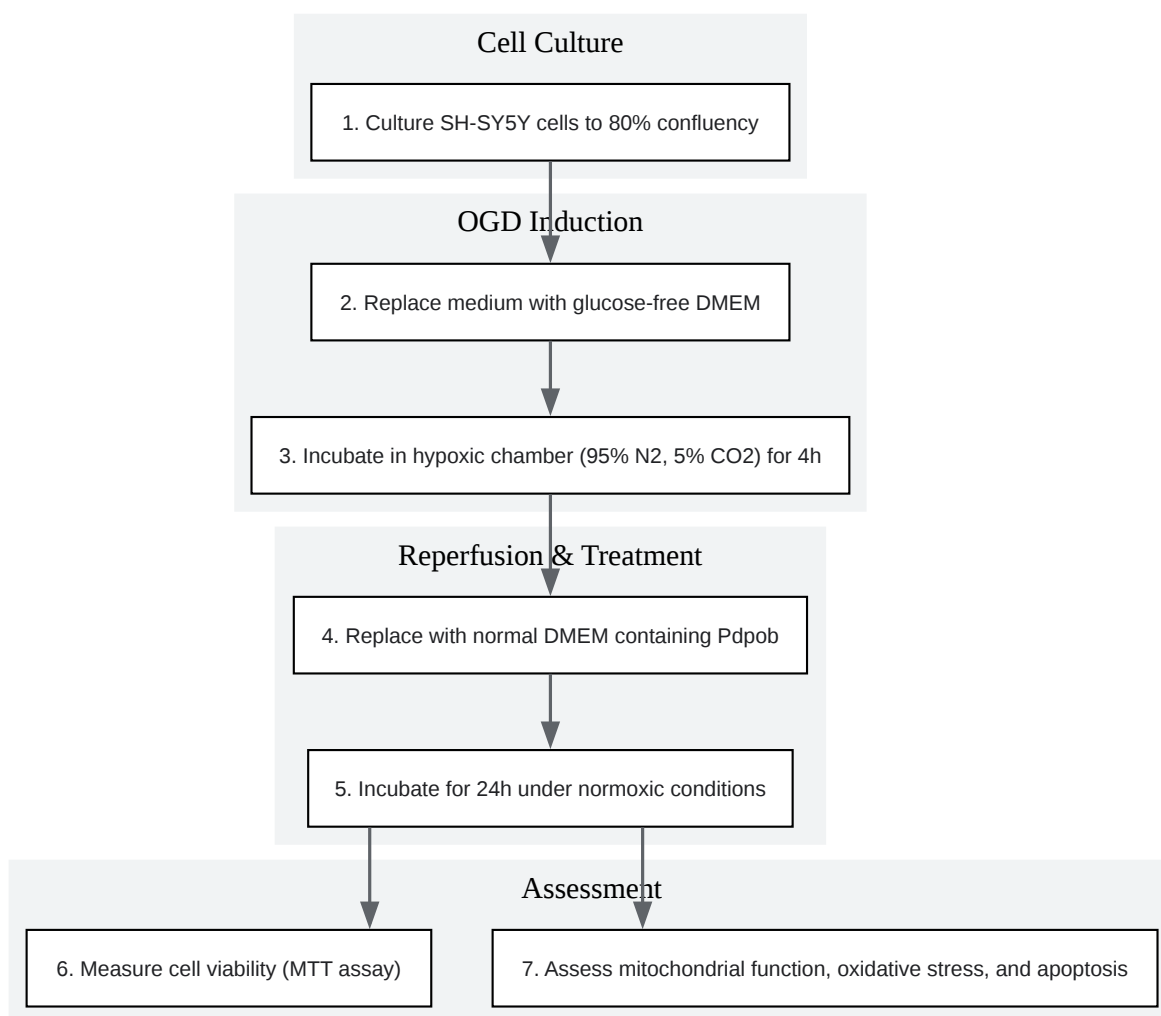 Cell Culture
1. Culture SH-SY5Y cells to 80% confluency
OGD Induction
2. Replace medium with glucose-free DMEM
3. Incubate in hypoxic chamber (95% N2, 5% CO2) for 4h
Reperfusion & Treatment
4. Replace with normal DMEM containing Pdpob
5. Incubate for 24h under normoxic conditions
Assessment
6. Measure cell viability (MTT assay)
7. Assess mitochondrial function, oxidative stress, and apoptosis